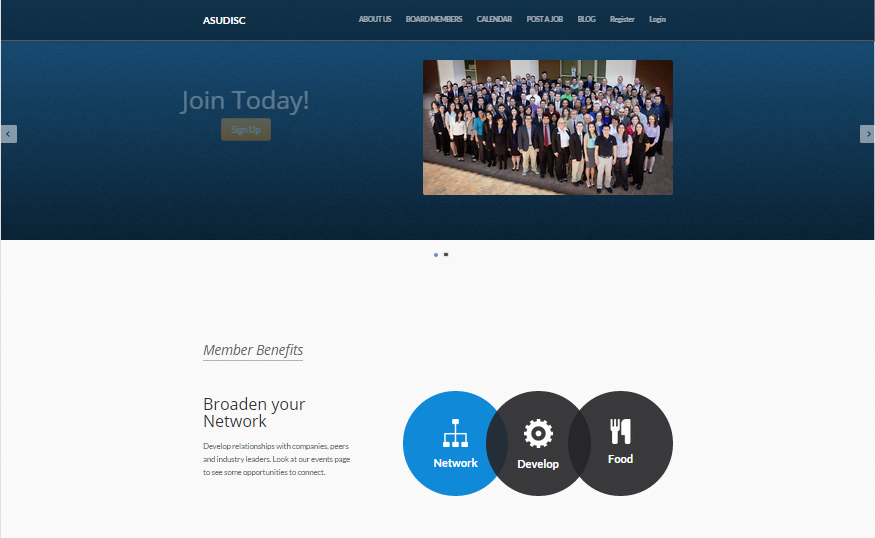 ASUDISC
ABOUT US BOARD MEMBERS CALENDAR POST A JOB BLOG Register Login
Join Today!
Sign Up
Member Benefits
Broaden your
Network
Develop relationships with companies, peers
and industry leaders. Look at our events page
to see some opportunities to connect.
Network
Develop
Food